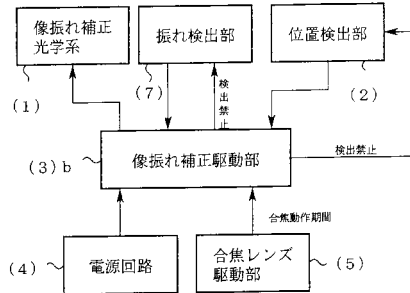 像振れ補正
光学系
振れ検出部
位置検出部
(1)
(7)
検出禁止
(2)
(3)b
像振れ補正駆動部
検出禁止
合焦動作期間
(4)
電源回路
合焦レンズ
駆動部
(5)